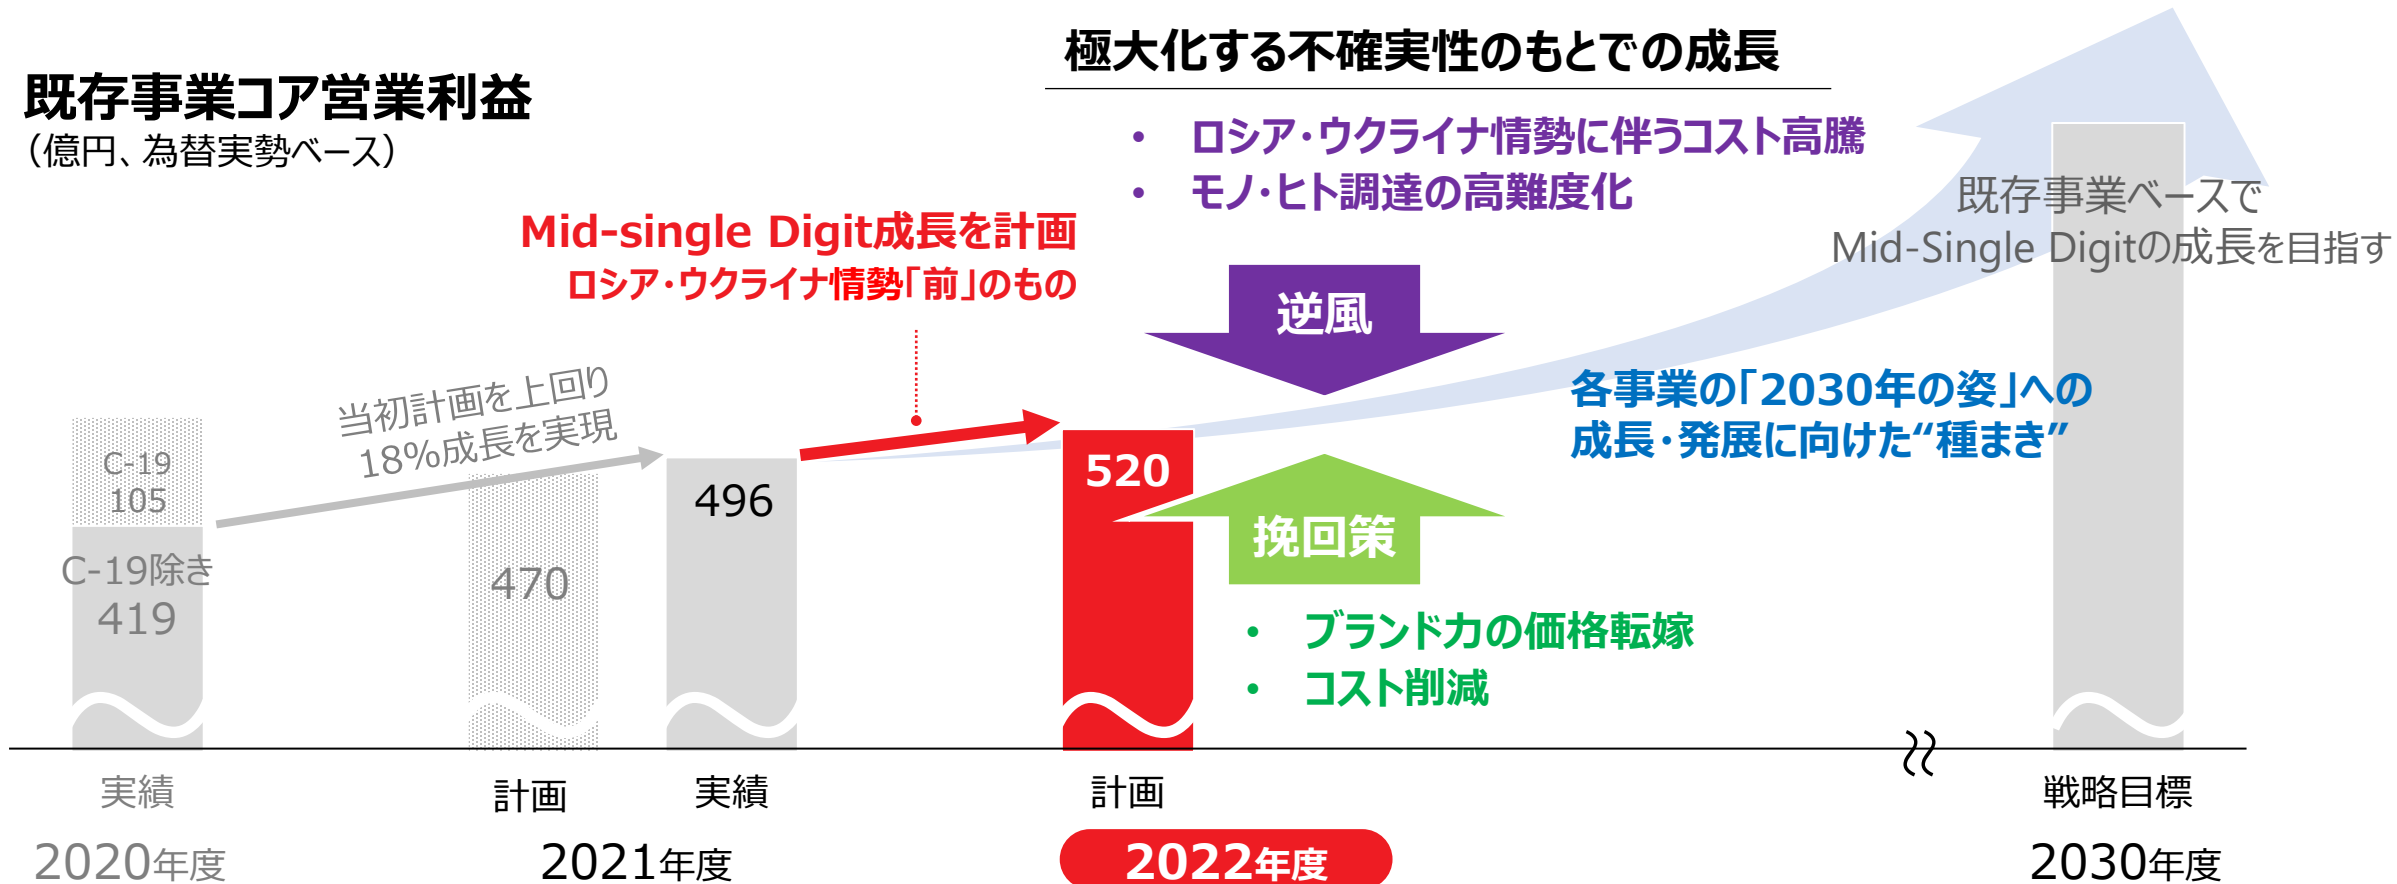 極大化する不確実性のもとでの成長
既存事業コア営業利益
（億円、為替実勢ベース）
• ロシア・ウクライナ情勢に伴うコスト高騰
• モノ・ヒト調達の高難度化
既存事業ベースで
Mid-Single Digitの成長を目指す
Mid-single Digit成長を計画
ロシア・ウクライナ情勢「前」のもの
逆風
当初計画を上回り
18%成長を実現
各事業の「2030年の姿」への
成長・発展に向けた“種まき”
C-19
105
C-19除き
419
470
496
520
挽回策
• ブランド力の価格転嫁
• コスト削減
実績
計画
実績
計画
戦略目標
2020年度
2021年度
2022年度
2030年度